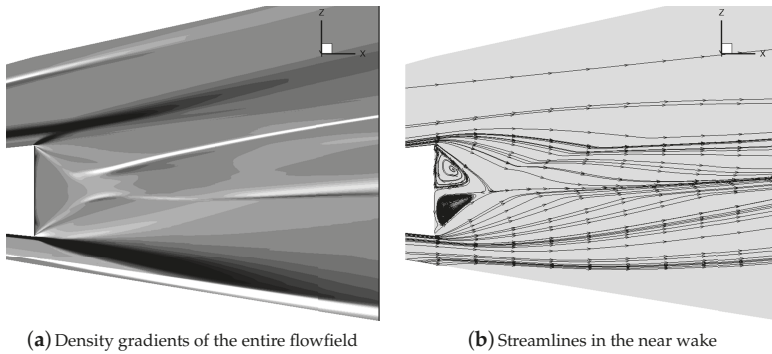 Z
X
Z
X
(a) Density gradients of the entire flowfield
(b) Streamlines in the near wake